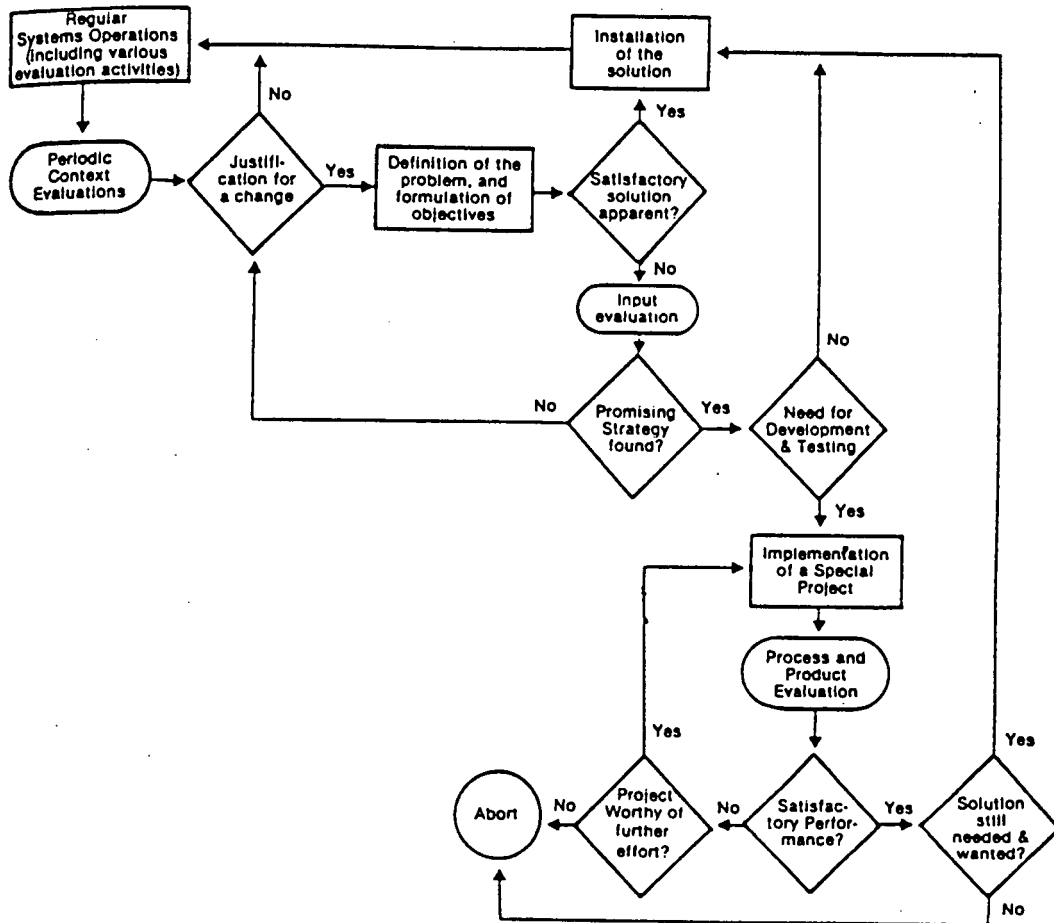 Regular
Systems Operations
(including various
evaluation activities)
Installation
of the
solution
No
Yes
Periodic
Context
Evaluations
Justifi-
cation for
a change
Yes
Definition of the
problem, and
formulation of
objectives
Satisfactory
solution
apparent?
No
Input
evaluation
No
No
Promising
Strategy
found?
Yes
Need for
Development
& Testing
Yes
Implementation
of a Special
Project
Process and
Product
Evaluation
Yes
Yes
Abort
No
Project
Worthy of
further
effort?
No
Satisfac-
tory Perfor-
mance?
Yes
Solution
still
needed &
wanted?
No